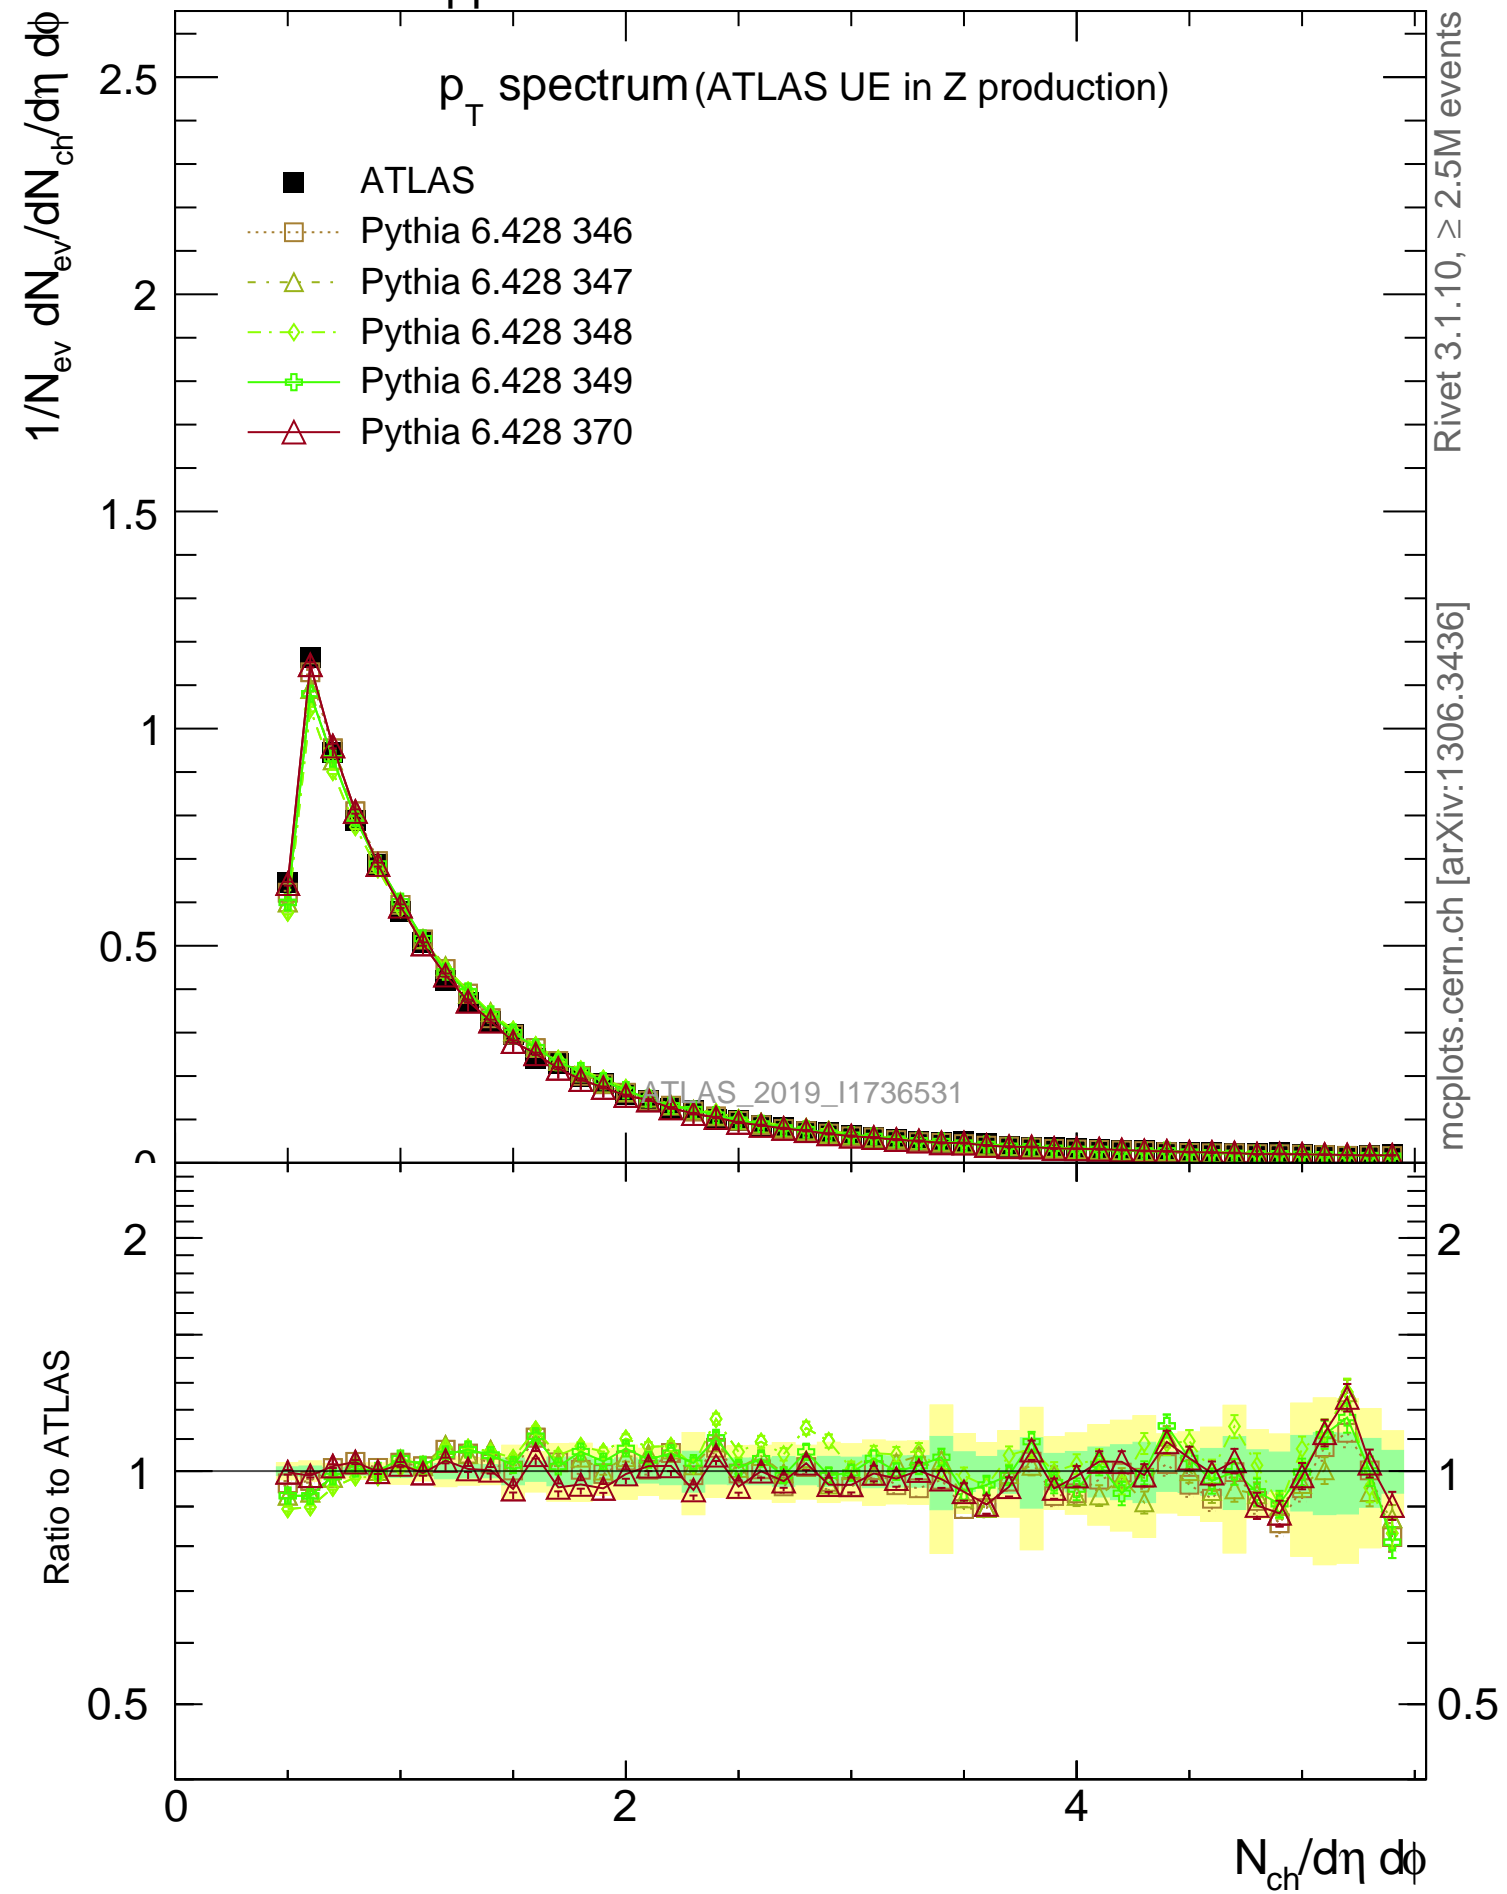 1/N_ev dN_ev/dN_ch/dη dϕ
p_T spectrum (ATLAS UE in Z production)
ATLAS
Pythia 6.428 346
Pythia 6.428 347
Pythia 6.428 348
Pythia 6.428 349
Pythia 6.428 370
2.5
2
1.5
1
0.5
0
ATLAS_2019_I1736531
Rivet 3.1.10, ≥ 2.5M events
mcplots.cern.ch [arXiv:1306.3436]
Ratio to ATLAS
2
1
0.5
2
1
0.5
0
2
4
N_ch/dη dϕ